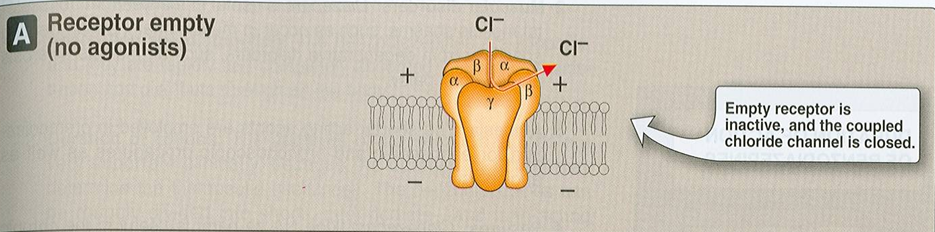 A Receptor empty
(no agonists)
Cl⁻
Cl⁻
β α
α β
γ
+ +
− −
Empty receptor is
inactive, and the coupled
chloride channel is closed.